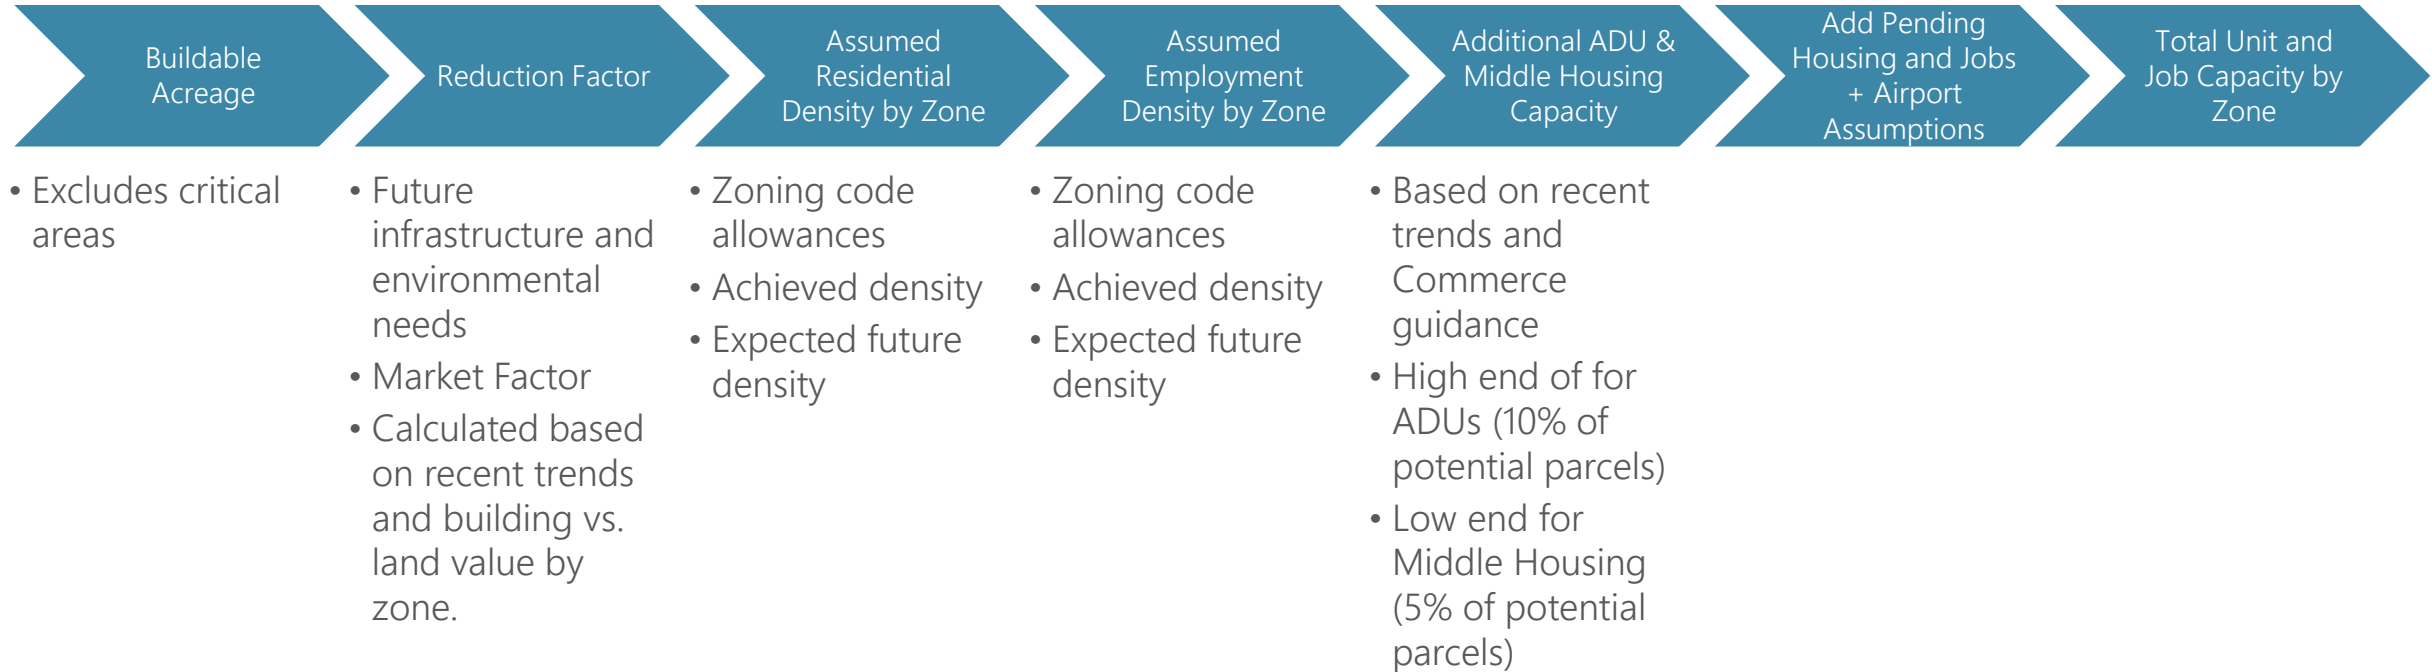 Buildable
Acreage
Reduction Factor
Assumed
Residential
Density by Zone
Assumed
Employment
Density by Zone
Additional ADU &
Middle Housing
Capacity
Add Pending
Housing and Jobs
+ Airport
Assumptions
Total Unit and
Job Capacity by
Zone
• Excludes critical
areas
• Future
infrastructure and
environmental
needs
• Market Factor
• Calculated based
on recent trends
and building vs.
land value by
zone.
• Zoning code
allowances
• Achieved density
• Expected future
density
• Zoning code
allowances
• Achieved density
• Expected future
density
• Based on recent
trends and
Commerce
guidance
• High end of for
ADUs (10% of
potential parcels)
• Low end for
Middle Housing
(5% of potential
parcels)